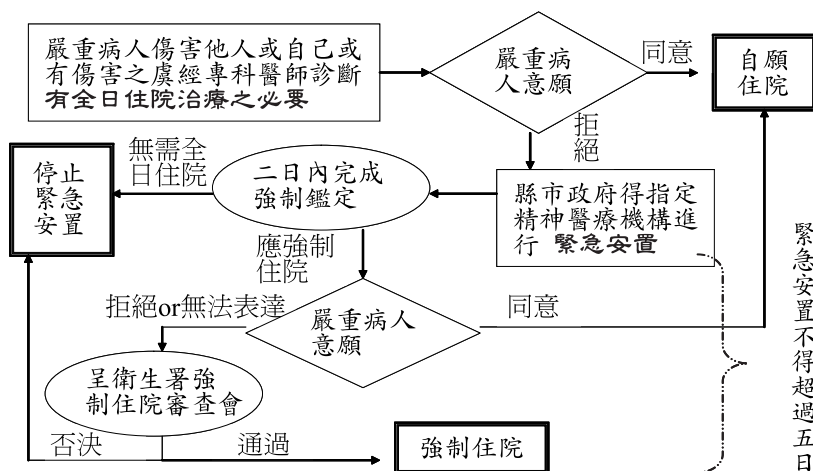 嚴重病人傷害他人或自己或
有傷害之虞經專科醫師診斷
有全日住院治療之必要
嚴重病
人意願
同意
自願
住院
拒絕
縣市政府得指定
精神醫療機構進
行 緊急安置
二日內完成
強制鑑定
無需全
日住院
停止
緊急
安置
應強制
住院
嚴重病人
意願
同意
拒絕or無法表達
呈衛生署強
制住院審查會
否決
通過
強制住院
緊急安置不得超過五日